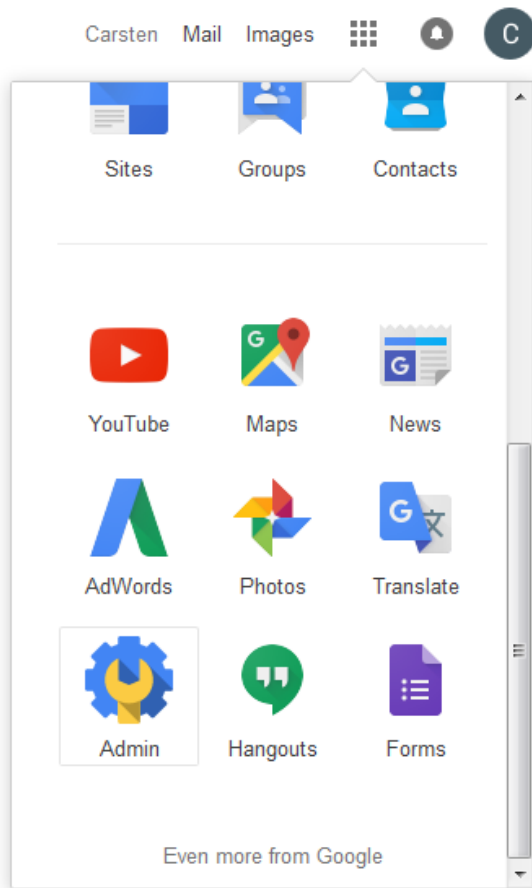 Carsten Mail Images C
Sites Groups Contacts
G G
YouTube Maps News
G 文
AdWords Photos Translate
Admin Hangouts Forms
Even more from Google